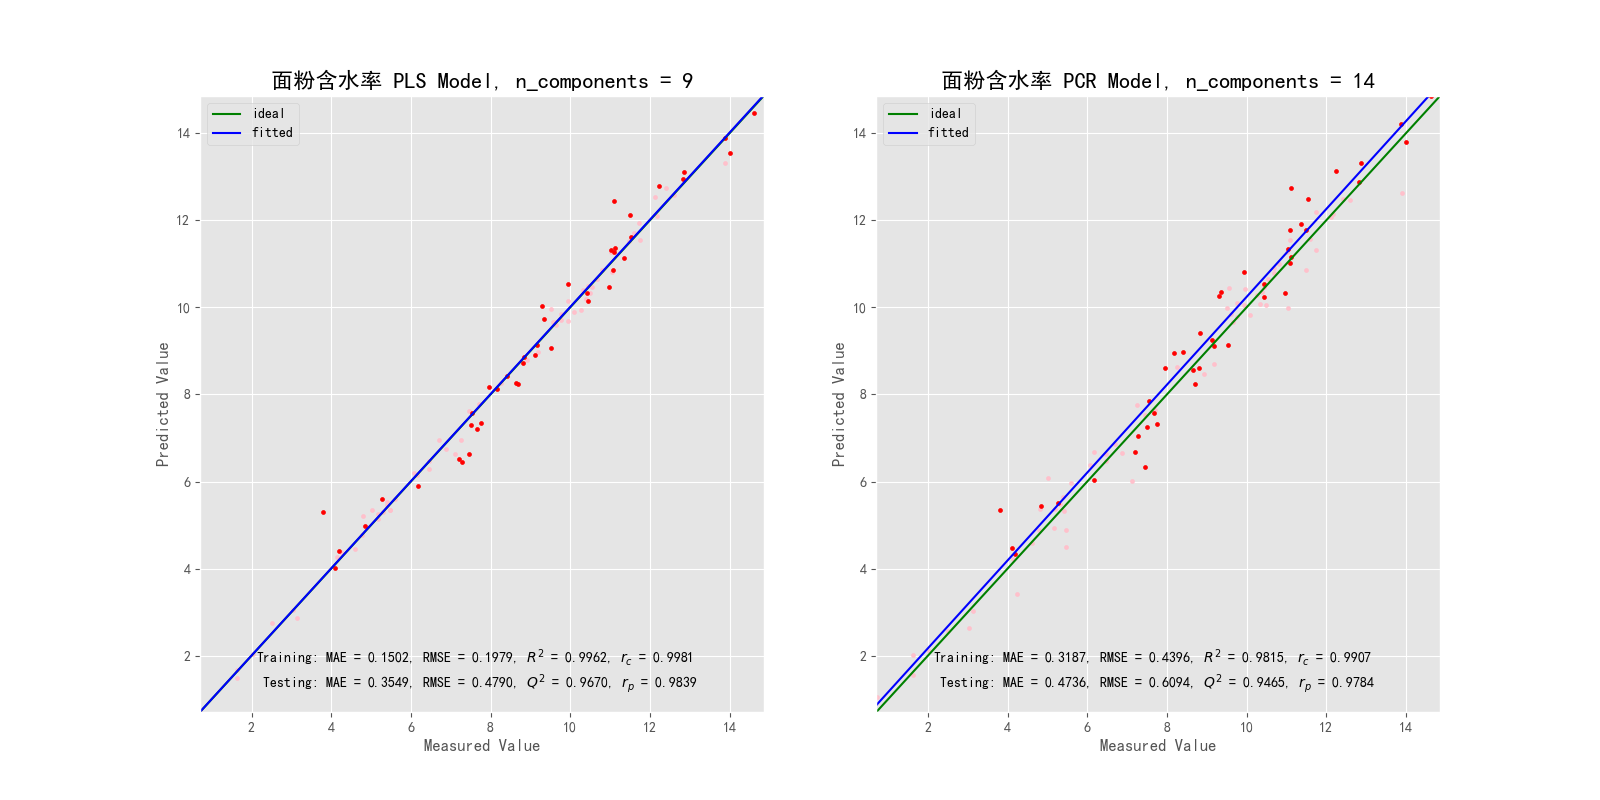 面粉含水率 PLS Model, n_components = 9
ideal
fitted
14
12
10
8
6
4
2
Predicted Value
Training: MAE = 0.1502, RMSE = 0.1979, R² = 0.9962, r_c = 0.9981
Testing: MAE = 0.3549, RMSE = 0.4790, Q² = 0.9670, r_p = 0.9839
2 4 6 8 10 12 14
Measured Value
面粉含水率 PCR Model, n_components = 14
ideal
fitted
14
12
10
8
6
4
2
Predicted Value
Training: MAE = 0.3187, RMSE = 0.4396, R² = 0.9815, r_c = 0.9907
Testing: MAE = 0.4736, RMSE = 0.6094, Q² = 0.9465, r_p = 0.9784
2 4 6 8 10 12 14
Measured Value